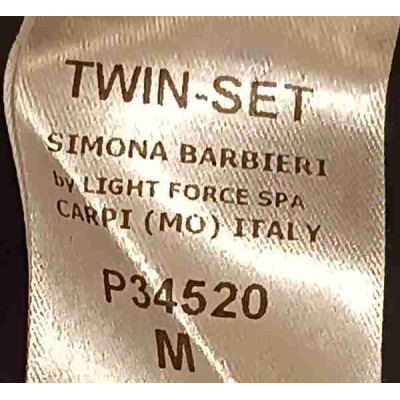 TWIN-SET
SIMONA BARBIERI
by LIGHT FORCE SPA
CARPI (MO) ITALY
P34520
M